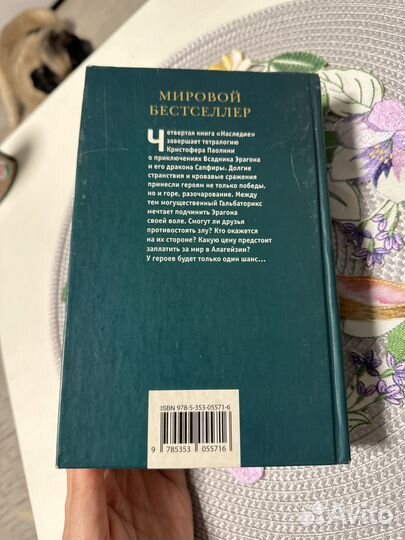 МИРОВОЙ
БЕСТСЕЛЛЕР
Четвертая книга «Наследие»
завершает тетралогию
Кристофера Паолини
о приключениях Всадника Эрагона
и его дракона Сапфиры. Долгие
странствия и кровавые сражения
принесли героям не только победы,
но и горе, разочарование. Между
тем могущественный Гальбаторикс
мечтает подчинить Эрагона
своей воле. Смогут ли друзья
противостоять злу? Кто окажется
на их стороне? Какую цену предстоит
заплатить за мир в Алагейзии?
У героев будет только один шанс...
ISBN 978-5-353-05571-6
9 785353 055716
Avito